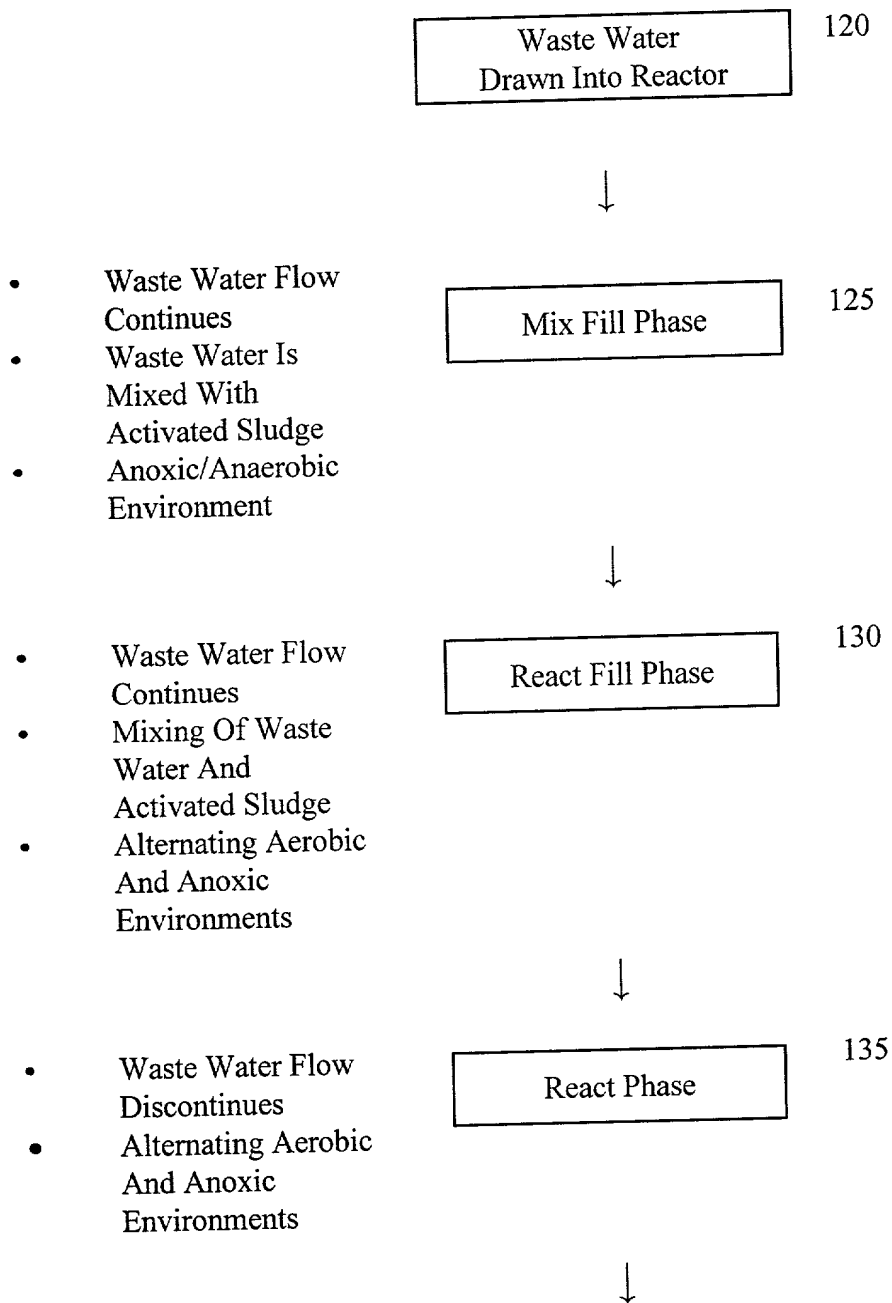 Waste Water
Drawn Into Reactor
120
↓
• Waste Water Flow
Continues
• Waste Water Is
Mixed With
Activated Sludge
• Anoxic/Anaerobic
Environment
Mix Fill Phase
125
↓
• Waste Water Flow
Continues
• Mixing Of Waste
Water And
Activated Sludge
• Alternating Aerobic
And Anoxic
Environments
React Fill Phase
130
↓
• Waste Water Flow
Discontinues
• Alternating Aerobic
And Anoxic
Environments
React Phase
135
↓